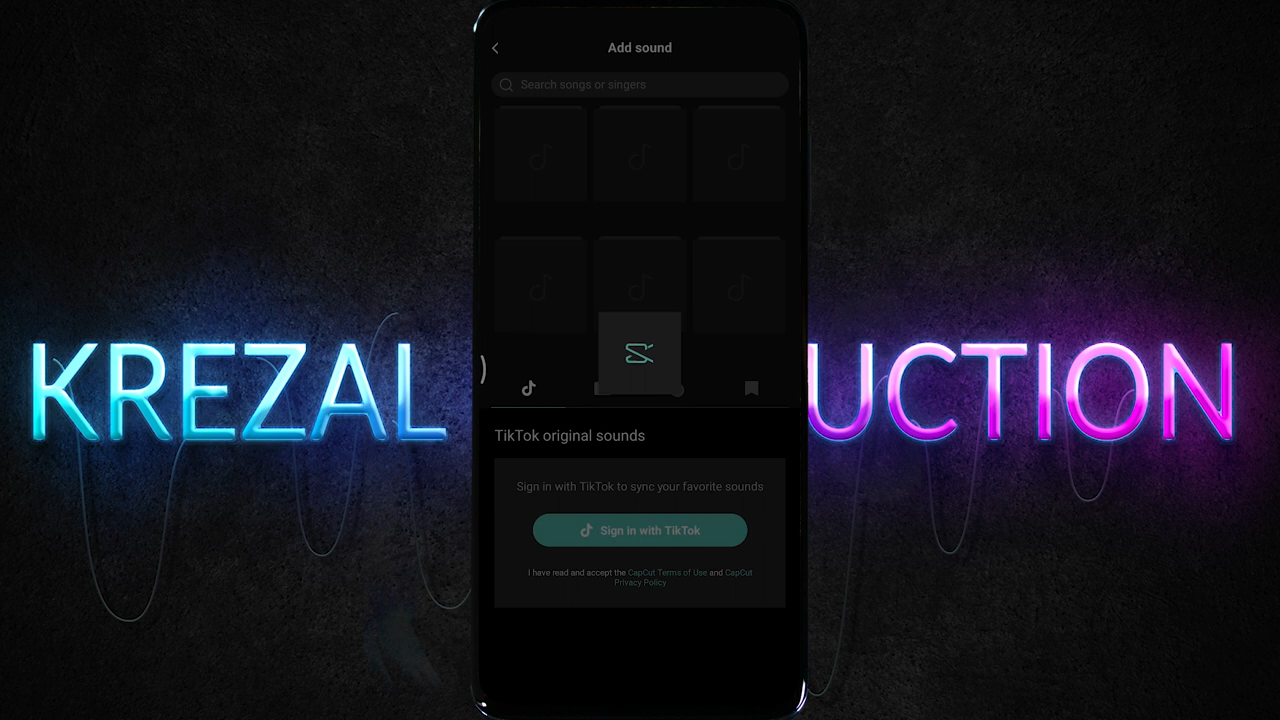 Add sound
Search songs or singers
KREZAL UCTION
TikTok original sounds
Sign in with TikTok to sync your favorite sounds
Sign in with TikTok
I have read and accept the CapCut Terms of Use and CapCut
Privacy Policy